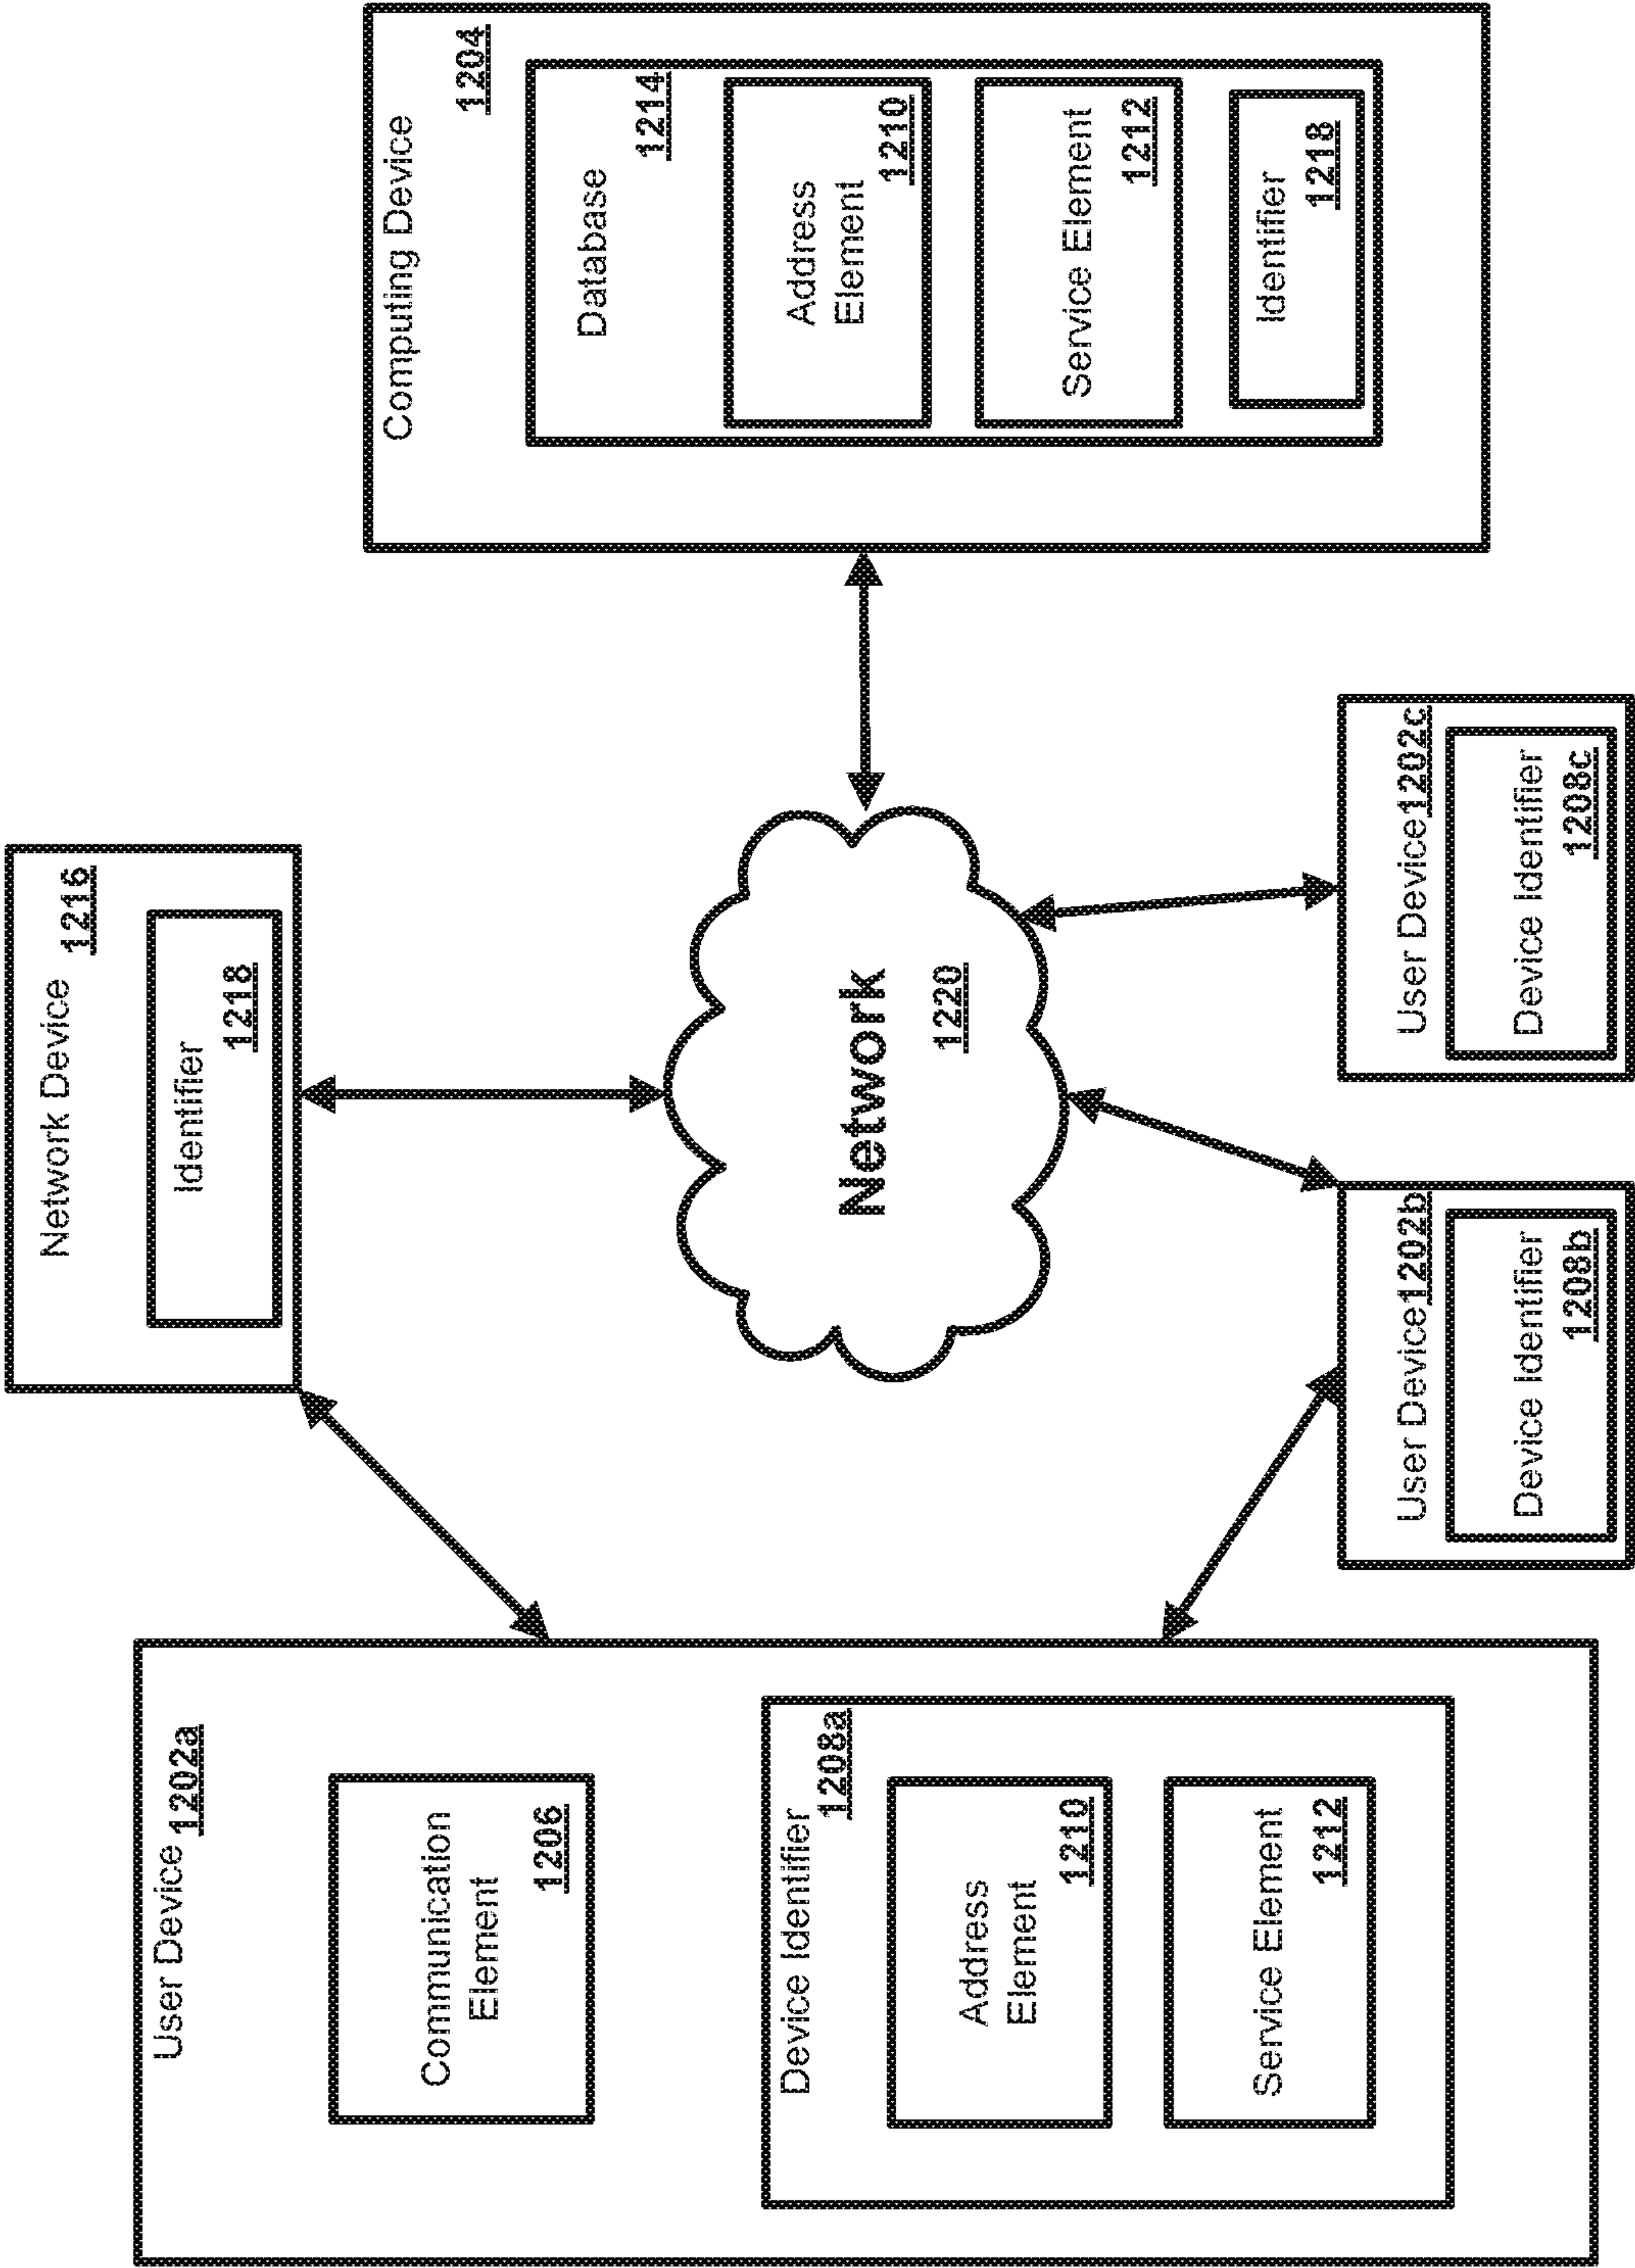 User Device 1202a
Communication
Element
1206
Device Identifier
1208a
Address
Element
1210
Service Element
1212
Network Device
1216
Identifier
1218
Network
1220
User Device1202b
Device Identifier
1208b
User Device1202c
Device Identifier
1208c
Computing Device
1204
Database
1214
Address
Element
1210
Service Element
1212
Identifier
1218